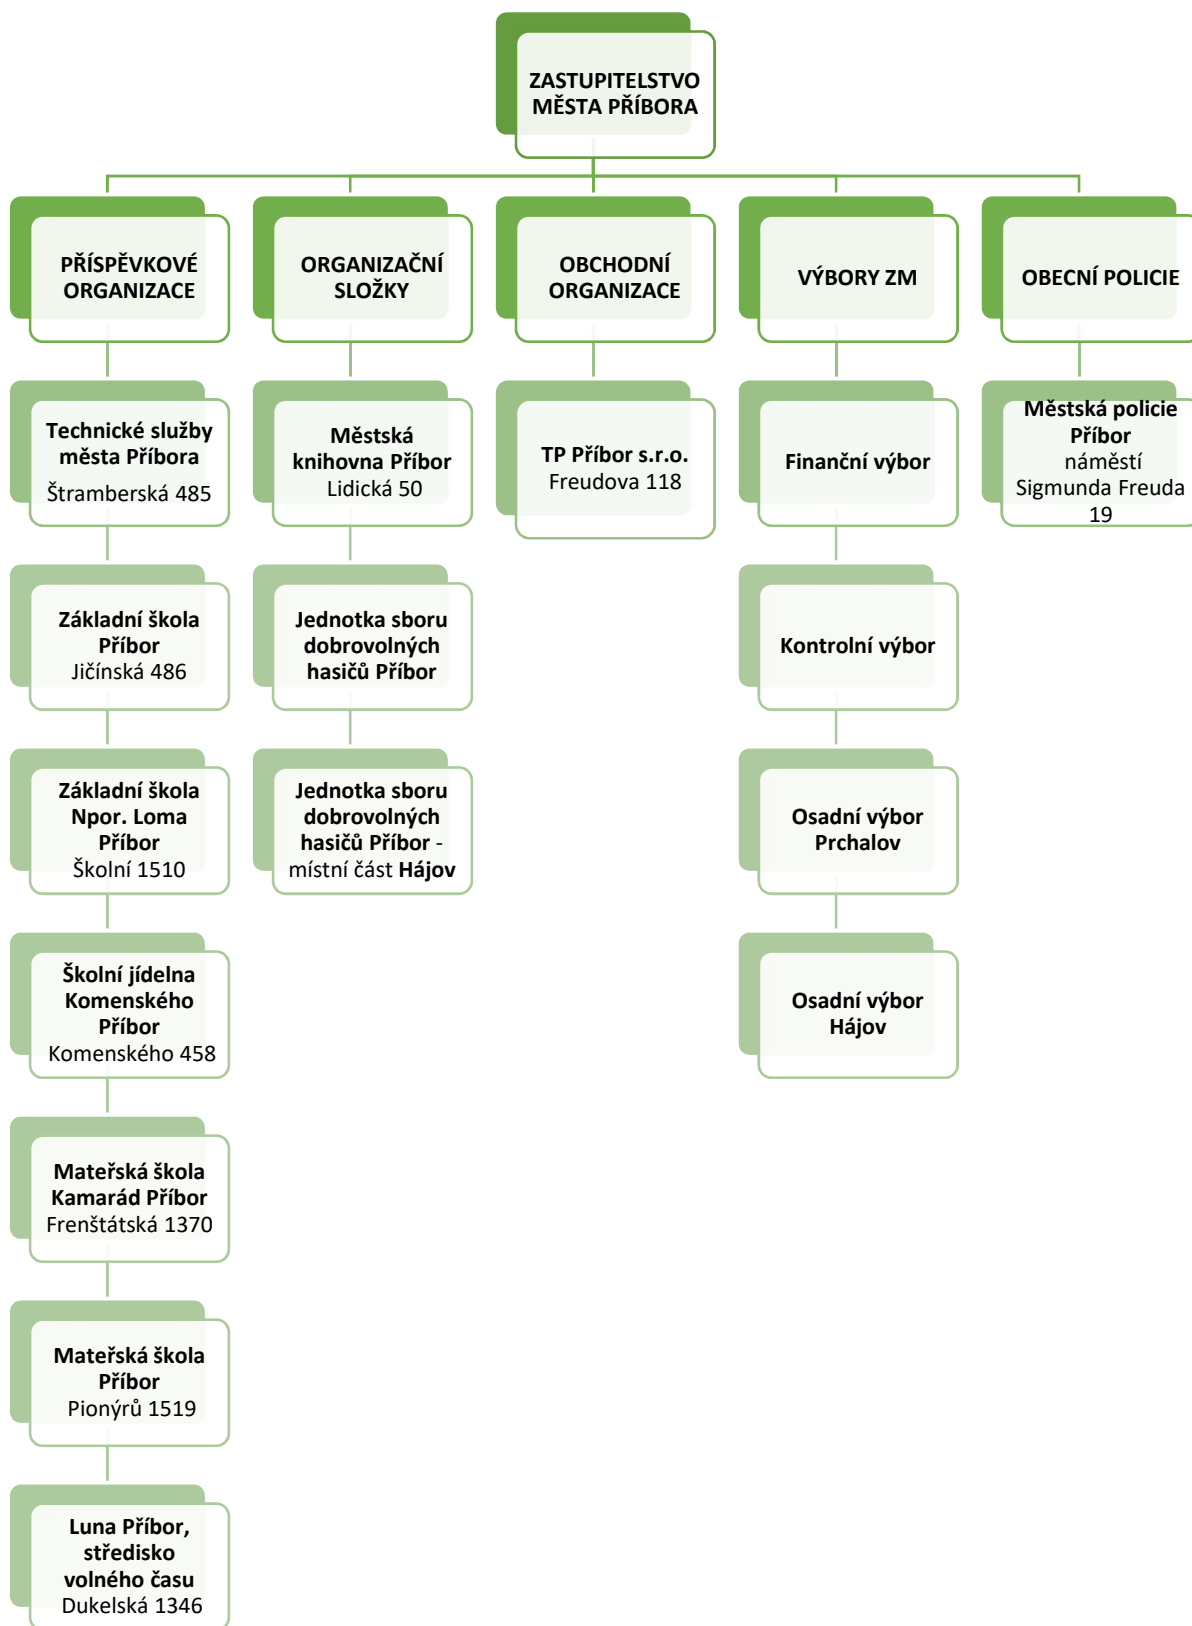 ZASTUPITELSTVO
MĚSTA PŘÍBORA
PŘÍSPĚVKOVÉ
ORGANIZACE
Technické služby
města Příbora
Štramberská 485
Základní škola
Příbor
Jičínská 486
Základní škola
Npor. Loma
Příbor
Školní 1510
Školní jídelna
Komenského
Příbor
Komenského 458
Mateřská škola
Kamarád Příbor
Frenštátská 1370
Mateřská škola
Příbor
Pionýrů 1519
Luna Příbor,
středisko
volného času
Dukelská 1346
ORGANIZAČNÍ
SLOŽKY
Městská
knihovna Příbor
Lidická 50
Jednotka sboru
dobrovolných
hasičů Příbor
Jednotka sboru
dobrovolných
hasičů Příbor -
místní část Hájov
OBCHODNÍ
ORGANIZACE
TP Příbor s.r.o.
Freudova 118
VÝBORY ZM
Finanční výbor
Kontrolní výbor
Osadní výbor
Prchalov
Osadní výbor
Hájov
OBECNÍ POLICIE
Městská policie
Příbor
náměstí
Sigmunda Freuda
19